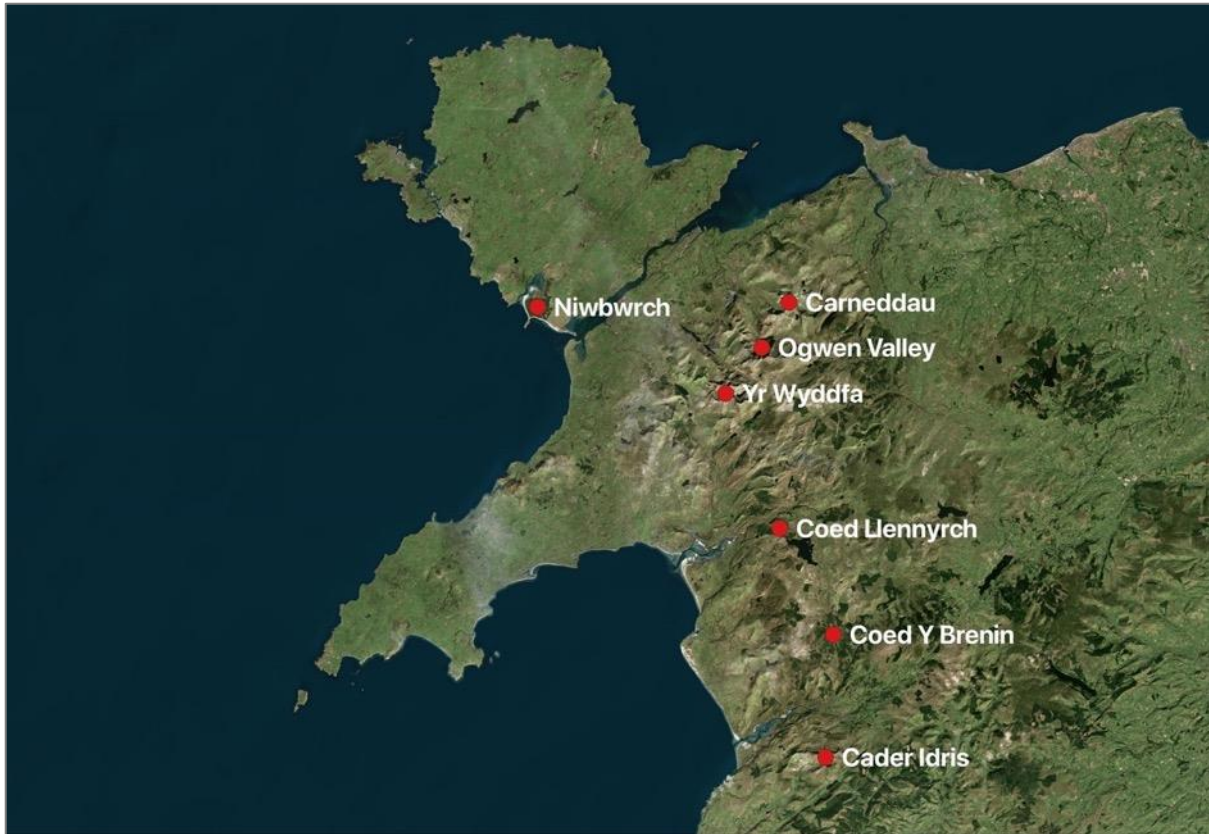 Carneddau
Niwbwrch
Ogwen Valley
Yr Wyddfa
Coed Llennyrch
Coed Y Brenin
Cader Idris